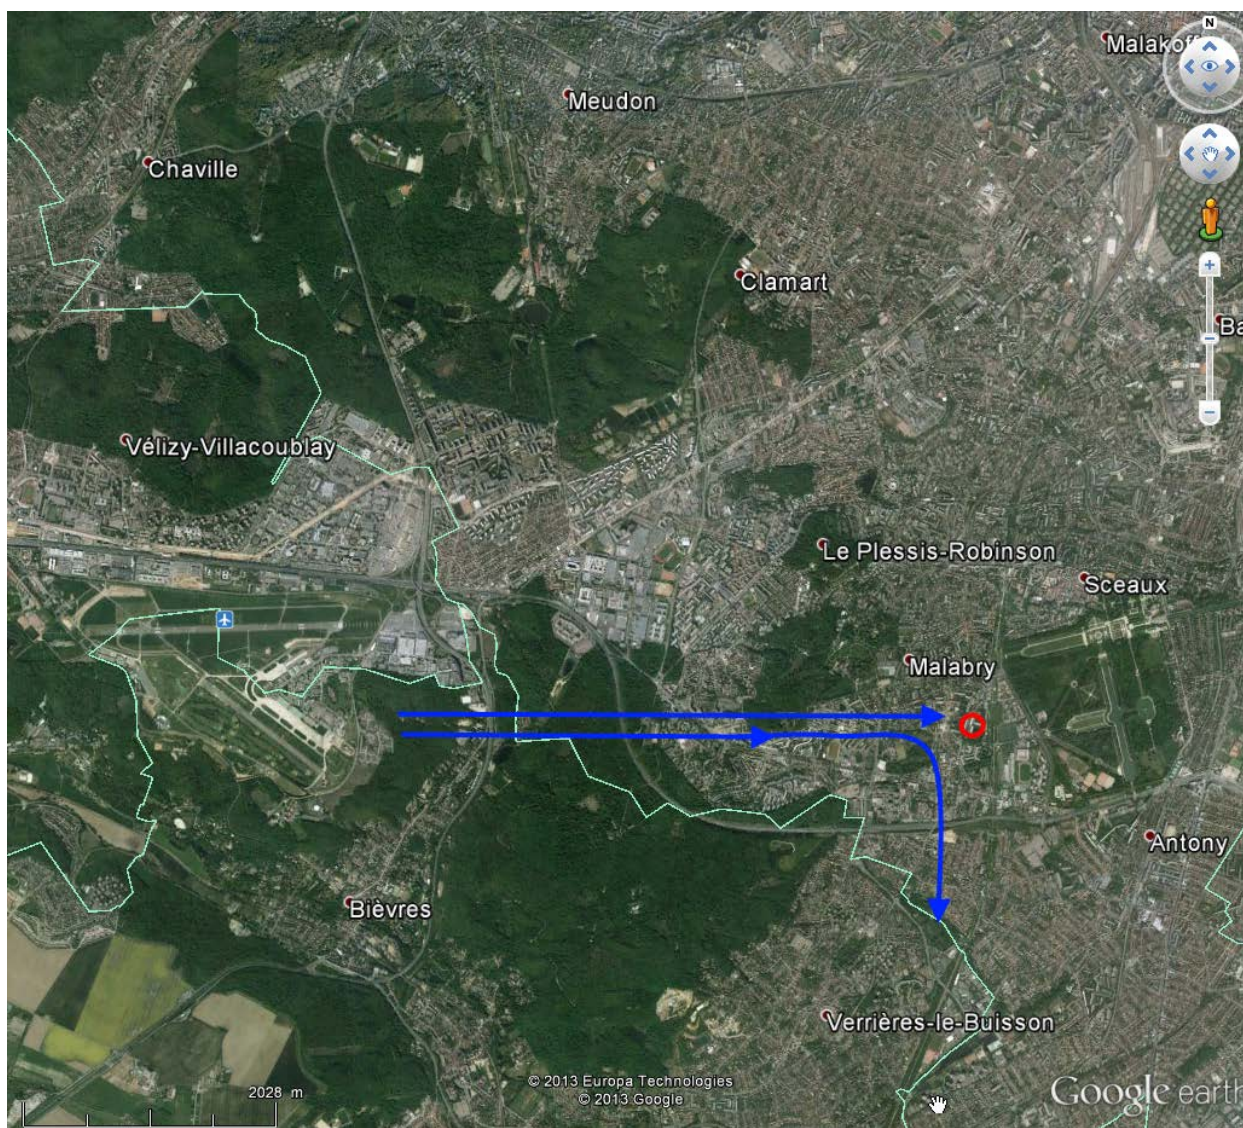 N
Malakoff
Meudon
Chaville
Clamart
Ba
Vélizy-Villacoublay
Le Plessis-Robinson
Sceaux
Malabry
Antony
Bièvres
Verrières-le-Buisson
2028 m
© 2013 Europa Technologies
© 2013 Google
Google earth